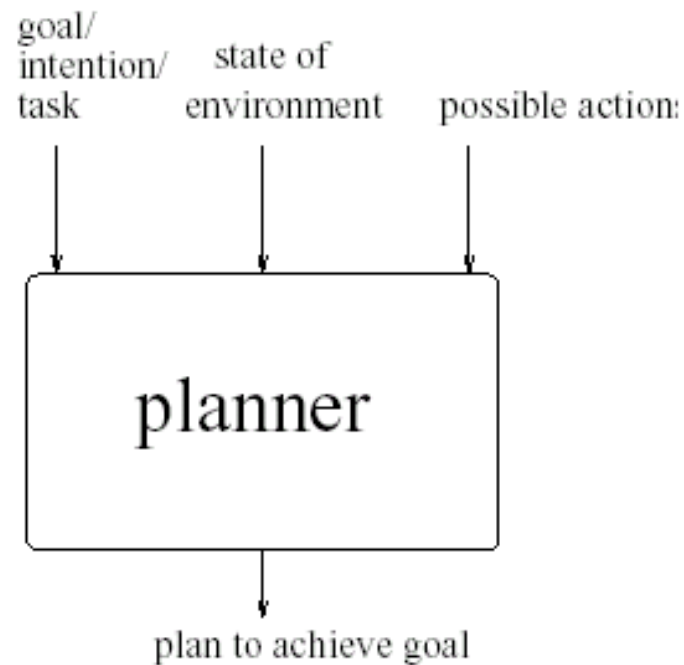 goal/
intention/
task
state of
environment
possible action:
planner
plan to achieve goal